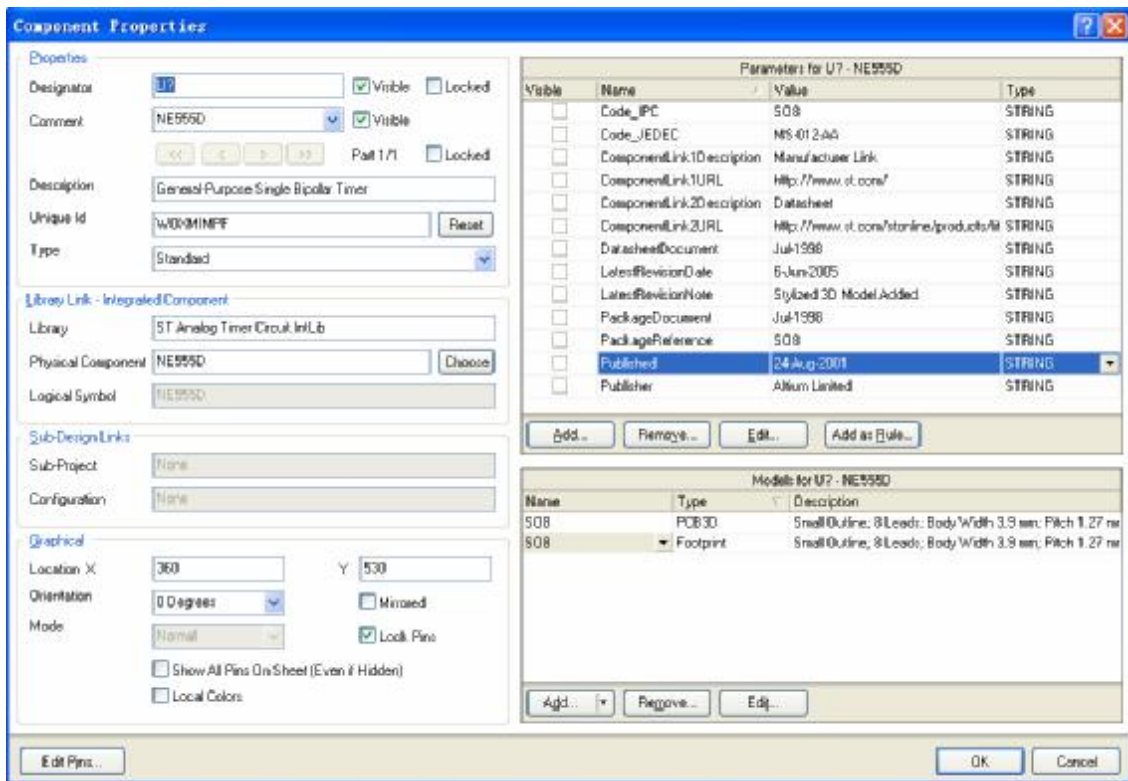 Component Properties
Properties
Designator U? Visible Locked
Comment NE555D Visible
<< < > >> Part 1/1 Locked
Description General-Purpose Single Bipolar Timer
Unique Id Reset
Type Standard
Library Link - Integrated Component
Library ST Analog Timer Circuit.IntLib
Physical Component NE555D Choose
Logical Symbol NE555D
Sub-Design Links
Sub-Project None
Configuration None
Graphical
Location X 360 Y 530
Orientation 0 Degrees Mirrored
Mode Normal Lock Pins
Show All Pins On Sheet (Even if Hidden)
Local Colors
Parameters for U? - NE555D
Visible Name Value Type
Code_IPC SO8 STRING
Code_JEDEC MS-012-AA STRING
ComponentLink1Description Manufacturer Link STRING
ComponentLink1URL http://www.st.com/ STRING
ComponentLink2Description Datasheet STRING
ComponentLink2URL http://www.st.com/stonline/products/lit STRING
DatasheetDocument Jul-1998 STRING
LatestRevisionDate 6-Jun-2005 STRING
LatestRevisionNote Stylized 3D Model Added. STRING
PackageDocument Jul-1998 STRING
PackageReference SO8 STRING
Published 24-Aug-2001 STRING
Publisher Altium Limited STRING
Add... Remove... Edit... Add as Rule...
Models for U? - NE555D
Name Type Description
SO8 PCB3D Small Outline; 8 Leads; Body Width 3.9 mm; Pitch 1.27 mm
SO8 Footprint Small Outline; 8 Leads; Body Width 3.9 mm; Pitch 1.27 mm
Add... Remove... Edit...
Edit Pins... OK Cancel